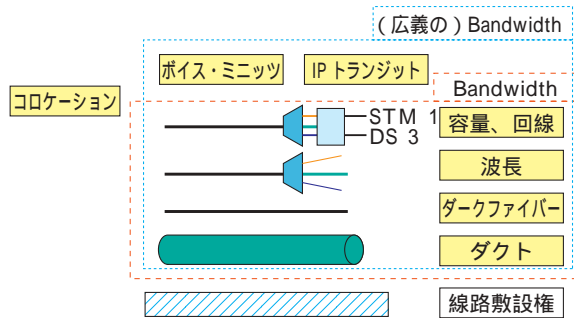 (広義の) Bandwidth
ボイス・ミニッツ
IP トランジット
Bandwidth
コロケーション
STM 1
DS 3
容量、回線
波長
ダークファイバー
ダクト
線路敷設権